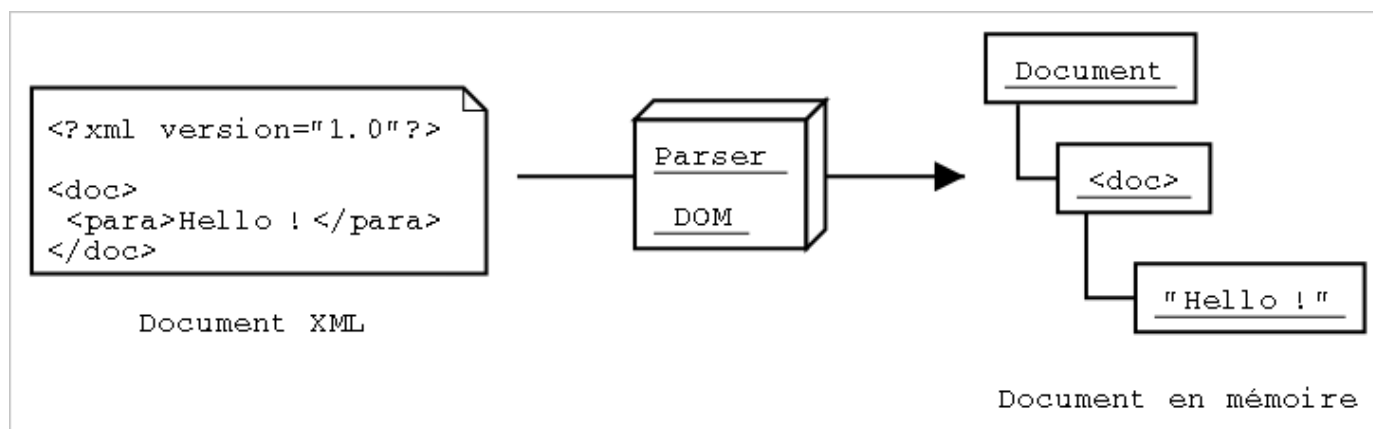 <?xml version="1.0"?>
<doc>
<para>Hello ! </para>
</doc>
Document XML
Parser
DOM
Document
<doc>
"Hello !"
Document en mémoire